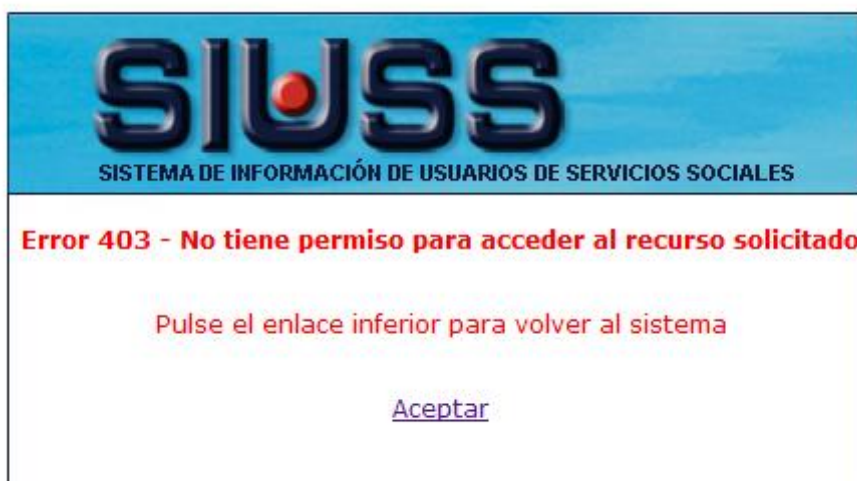 SIUSS
SISTEMA DE INFORMACIÓN DE USUARIOS DE SERVICIOS SOCIALES
Error 403 - No tiene permiso para acceder al recurso solicitado
Pulse el enlace inferior para volver al sistema
Aceptar